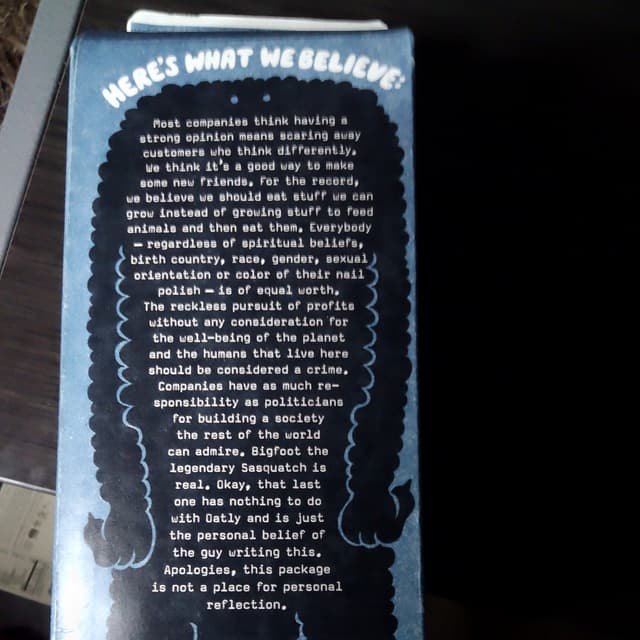 HERE'S WHAT WE BELIEVE:
Most companies think having a
strong opinion means scaring away
customers who think differently.
We think it's a good way to make
some new friends. For the record,
we believe we should eat stuff we can
grow instead of growing stuff to feed
animals and then eat them. Everybody
— regardless of spiritual beliefs,
birth country, race, gender, sexual
orientation or color of their nail
polish — is of equal worth.
The reckless pursuit of profits
without any consideration for
the well-being of the planet
and the humans that live here
should be considered a crime.
Companies have as much re-
sponsibility as politicians
for building a society
the rest of the world
can admire. Bigfoot the
legendary Sasquatch is
real. Okay, that last
one has nothing to do
with Oatly and is just
the personal belief of
the guy writing this.
Apologies, this package
is not a place for personal
reflection.